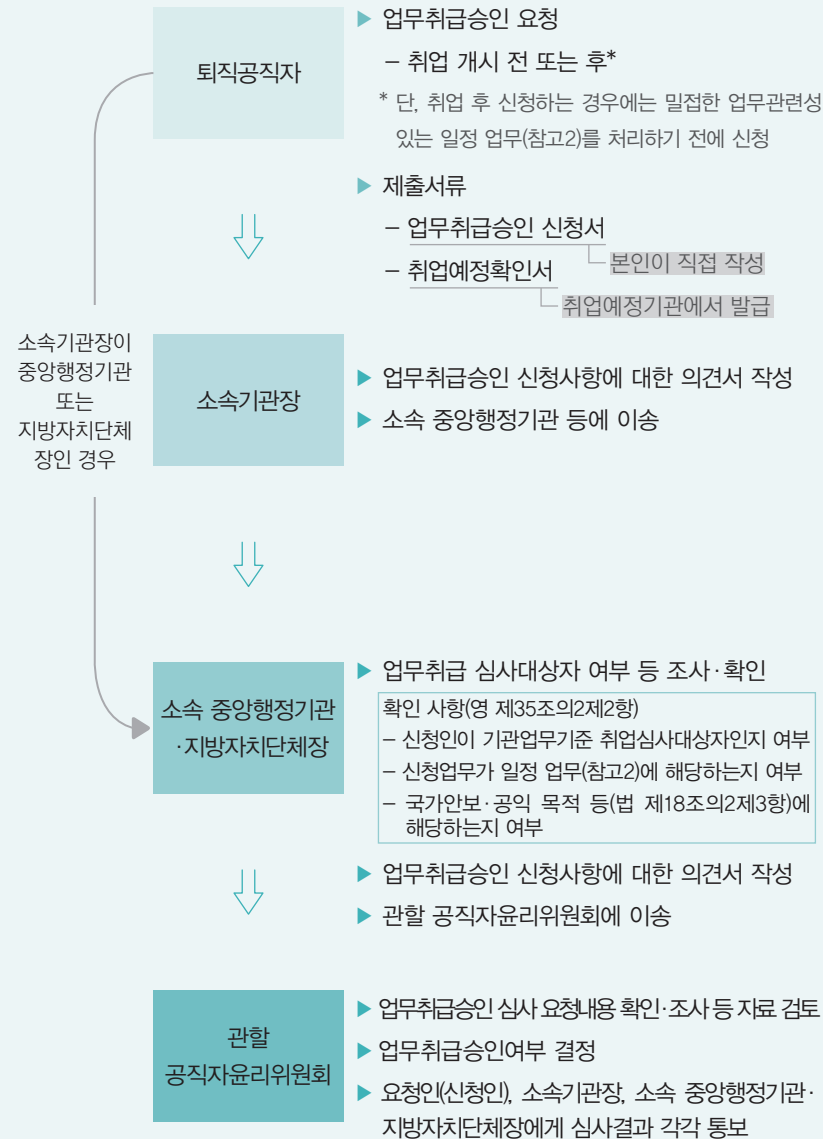 퇴직공직자
▶ 업무취급승인 요청
– 취업 개시 전 또는 후*
* 단, 취업 후 신청하는 경우에는 밀접한 업무관련성
있는 일정 업무(참고2)를 처리하기 전에 신청
▶ 제출서류
– 업무취급승인 신청서
본인이 직접 작성
– 취업예정확인서
취업예정기관에서 발급
소속기관장이
중앙행정기관
또는
지방자치단체
장인 경우
소속기관장
▶ 업무취급승인 신청사항에 대한 의견서 작성
▶ 소속 중앙행정기관 등에 이송
소속 중앙행정기관
·지방자치단체장
▶ 업무취급 심사대상자 여부 등 조사·확인
확인 사항(영 제35조의2제2항)
– 신청인이 기관업무기준 취업심사대상자인지 여부
– 신청업무가 일정 업무(참고2)에 해당하는지 여부
– 국가안보·공익 목적 등(법 제18조의2제3항)에
해당하는지 여부
▶ 업무취급승인 신청사항에 대한 의견서 작성
▶ 관할 공직자윤리위원회에 이송
관할
공직자윤리위원회
▶ 업무취급승인 심사 요청내용 확인·조사 등 자료 검토
▶ 업무취급승인여부 결정
▶ 요청인(신청인), 소속기관장, 소속 중앙행정기관·
지방자치단체장에게 심사결과 각각 통보